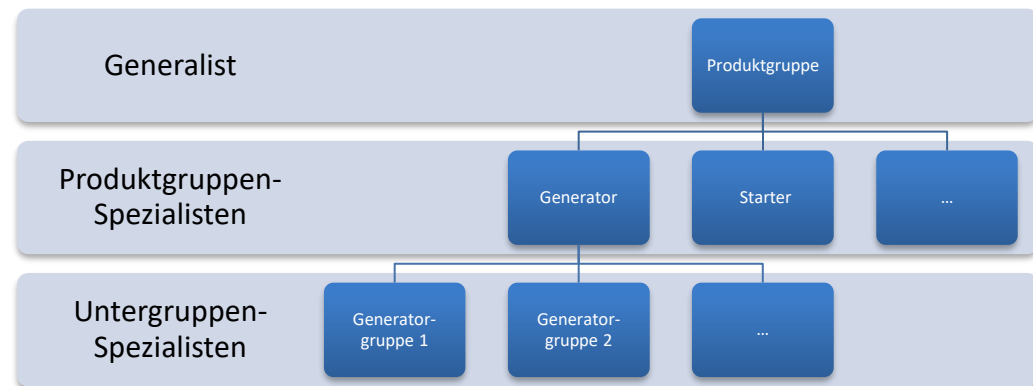 Generalist
Produktgruppe
Produktgruppen-
Spezialisten
Generator
Starter
...
Untergruppen-
Spezialisten
Generator-
gruppe 1
Generator-
gruppe 2
...